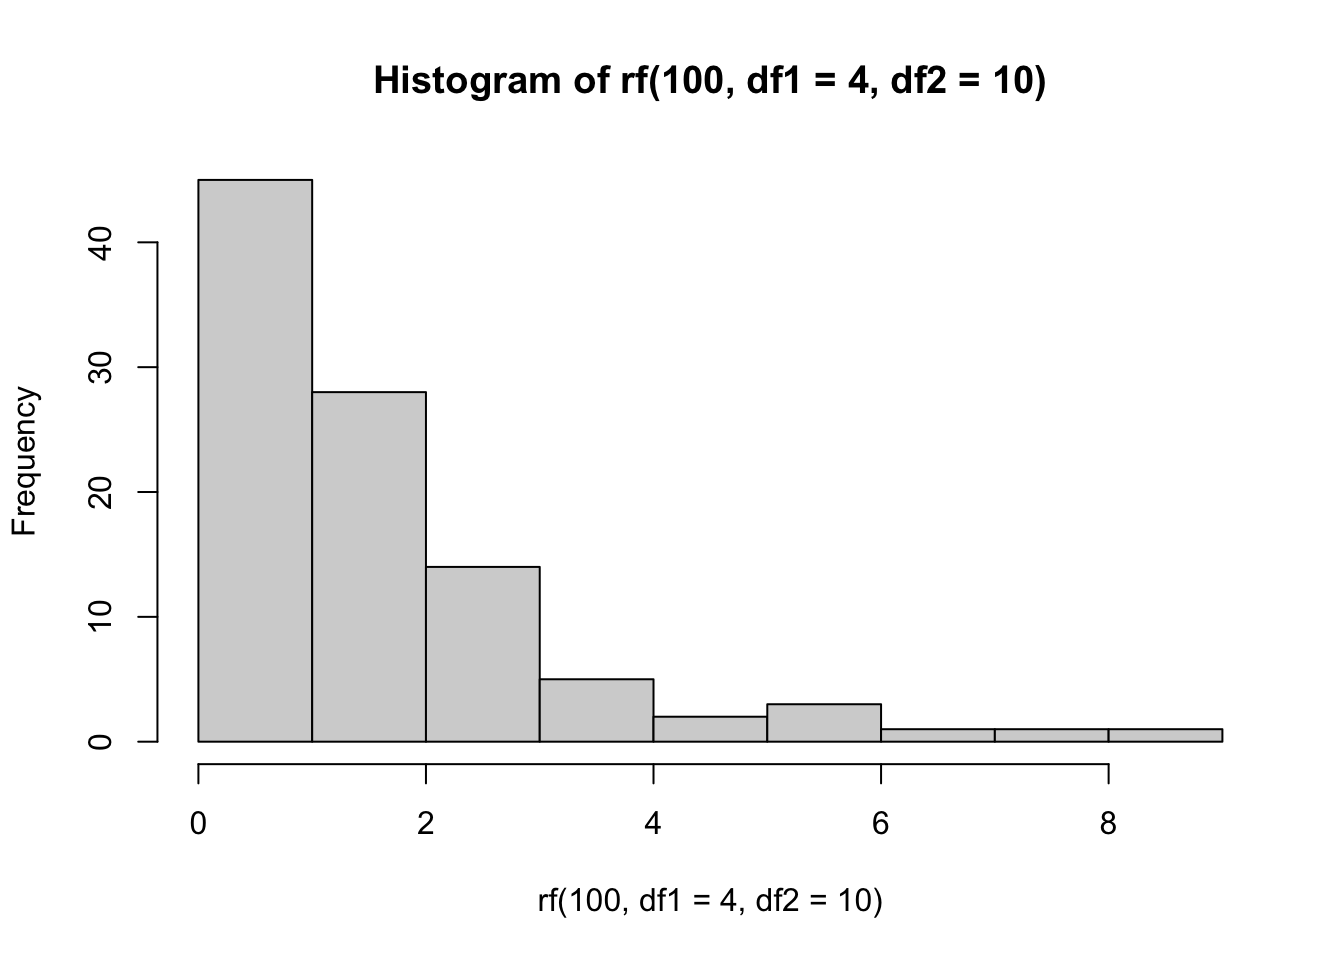 Histogram of rf(100, df1 = 4, df2 = 10)
Frequency
40
30
20
10
0
0 2 4 6 8
rf(100, df1 = 4, df2 = 10)